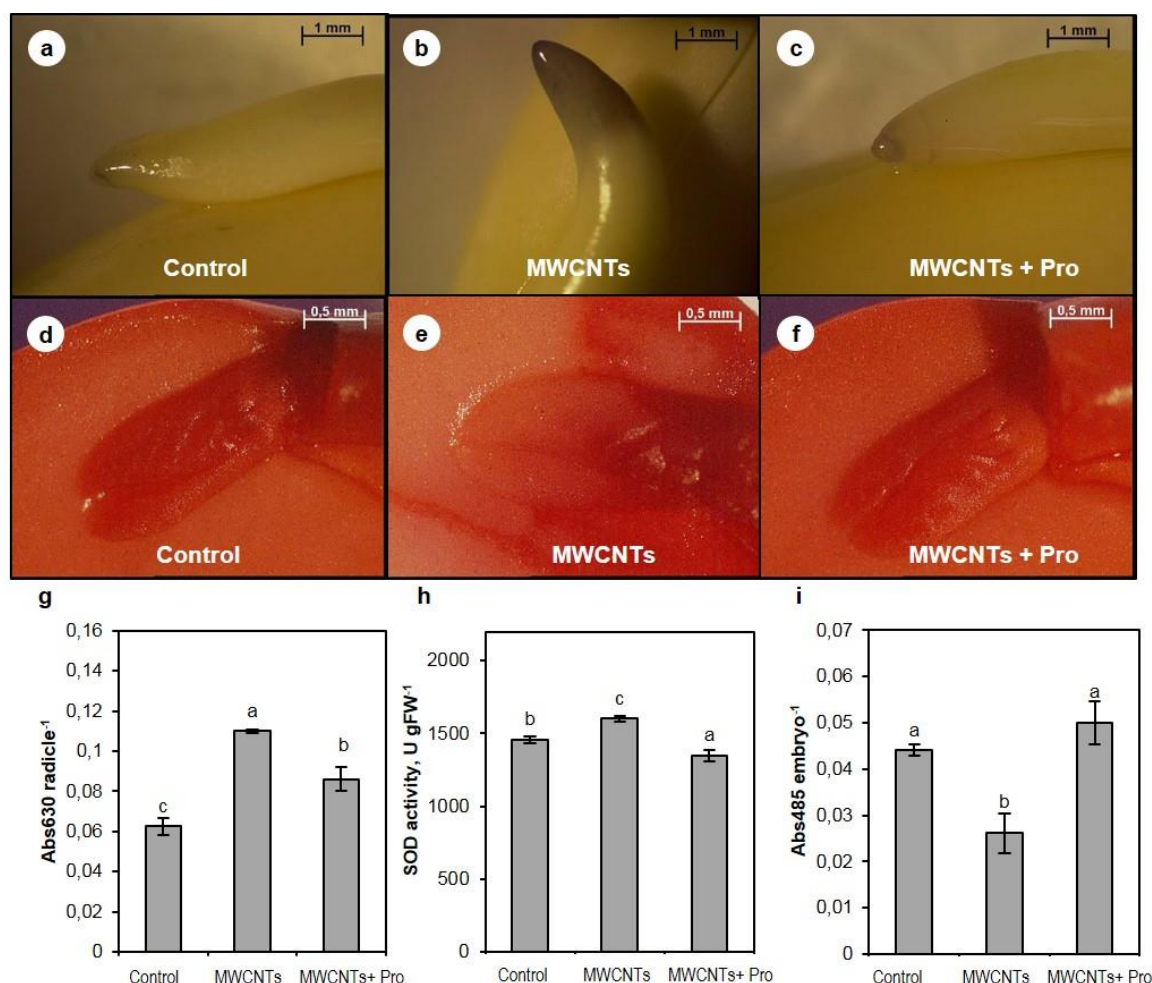 a
1 mm
Control
b
1 mm
MWCNTs
c
1 mm
MWCNTs + Pro
d
0,5 mm
Control
e
0,5 mm
MWCNTs
f
0,5 mm
MWCNTs + Pro
g
0,16
0,14
0,12
0,1
0,08
0,06
0,04
0,02
0
Abs630 radicle-1
c
a
b
Control
MWCNTs
MWCNTs+ Pro
h
2000
1500
1000
500
0
SOD activity, U gFW-1
b
c
a
Control
MWCNTs
MWCNTs+ Pro
i
0,07
0,06
0,05
0,04
0,03
0,02
0,01
0
Abs485 embryo-1
a
b
a
Control
MWCNTs
MWCNTs+ Pro